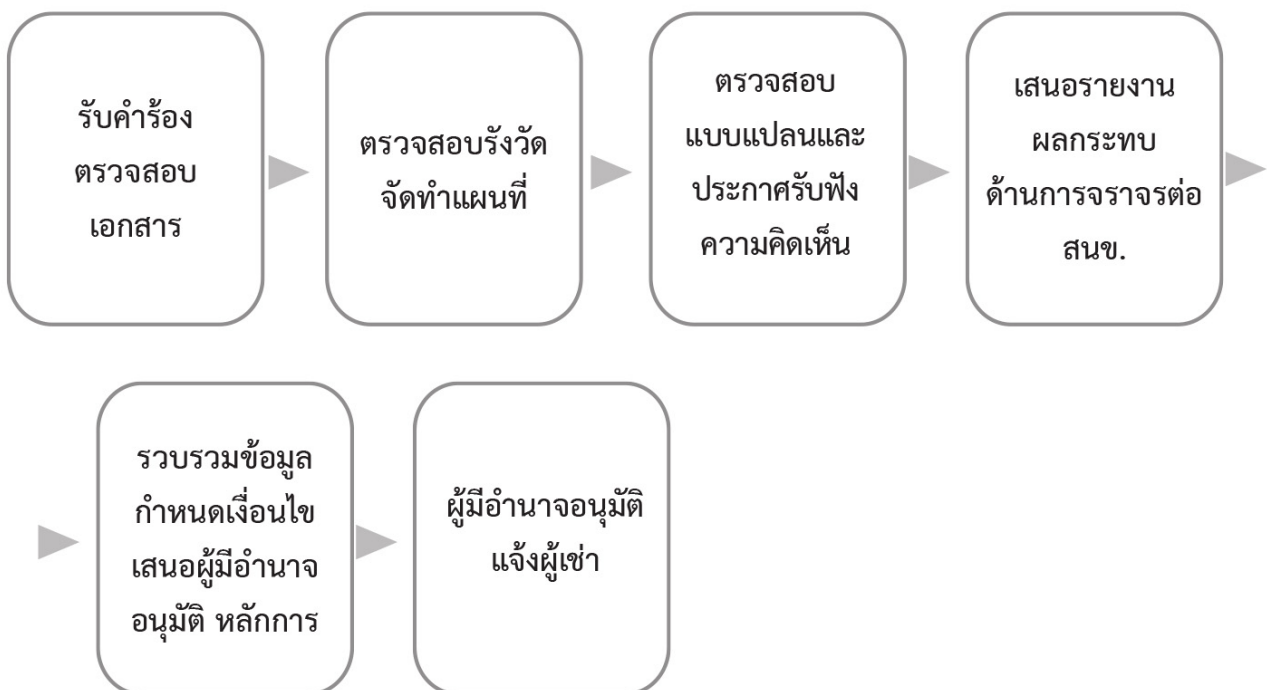 รับคำร้อง
ตรวจสอบ
เอกสาร
ตรวจสอบรังวัด
จัดทำแผนที่
ตรวจสอบ
แบบแปลนและ
ประกาศรับฟัง
ความคิดเห็น
เสนอรายงาน
ผลกระทบ
ด้านการจราจรต่อ
สนข.
รวบรวมข้อมูล
กำหนดเงื่อนไข
เสนอผู้มีอำนาจ
อนุมัติ หลักการ
ผู้มีอำนาจอนุมัติ
แจ้งผู้เช่า